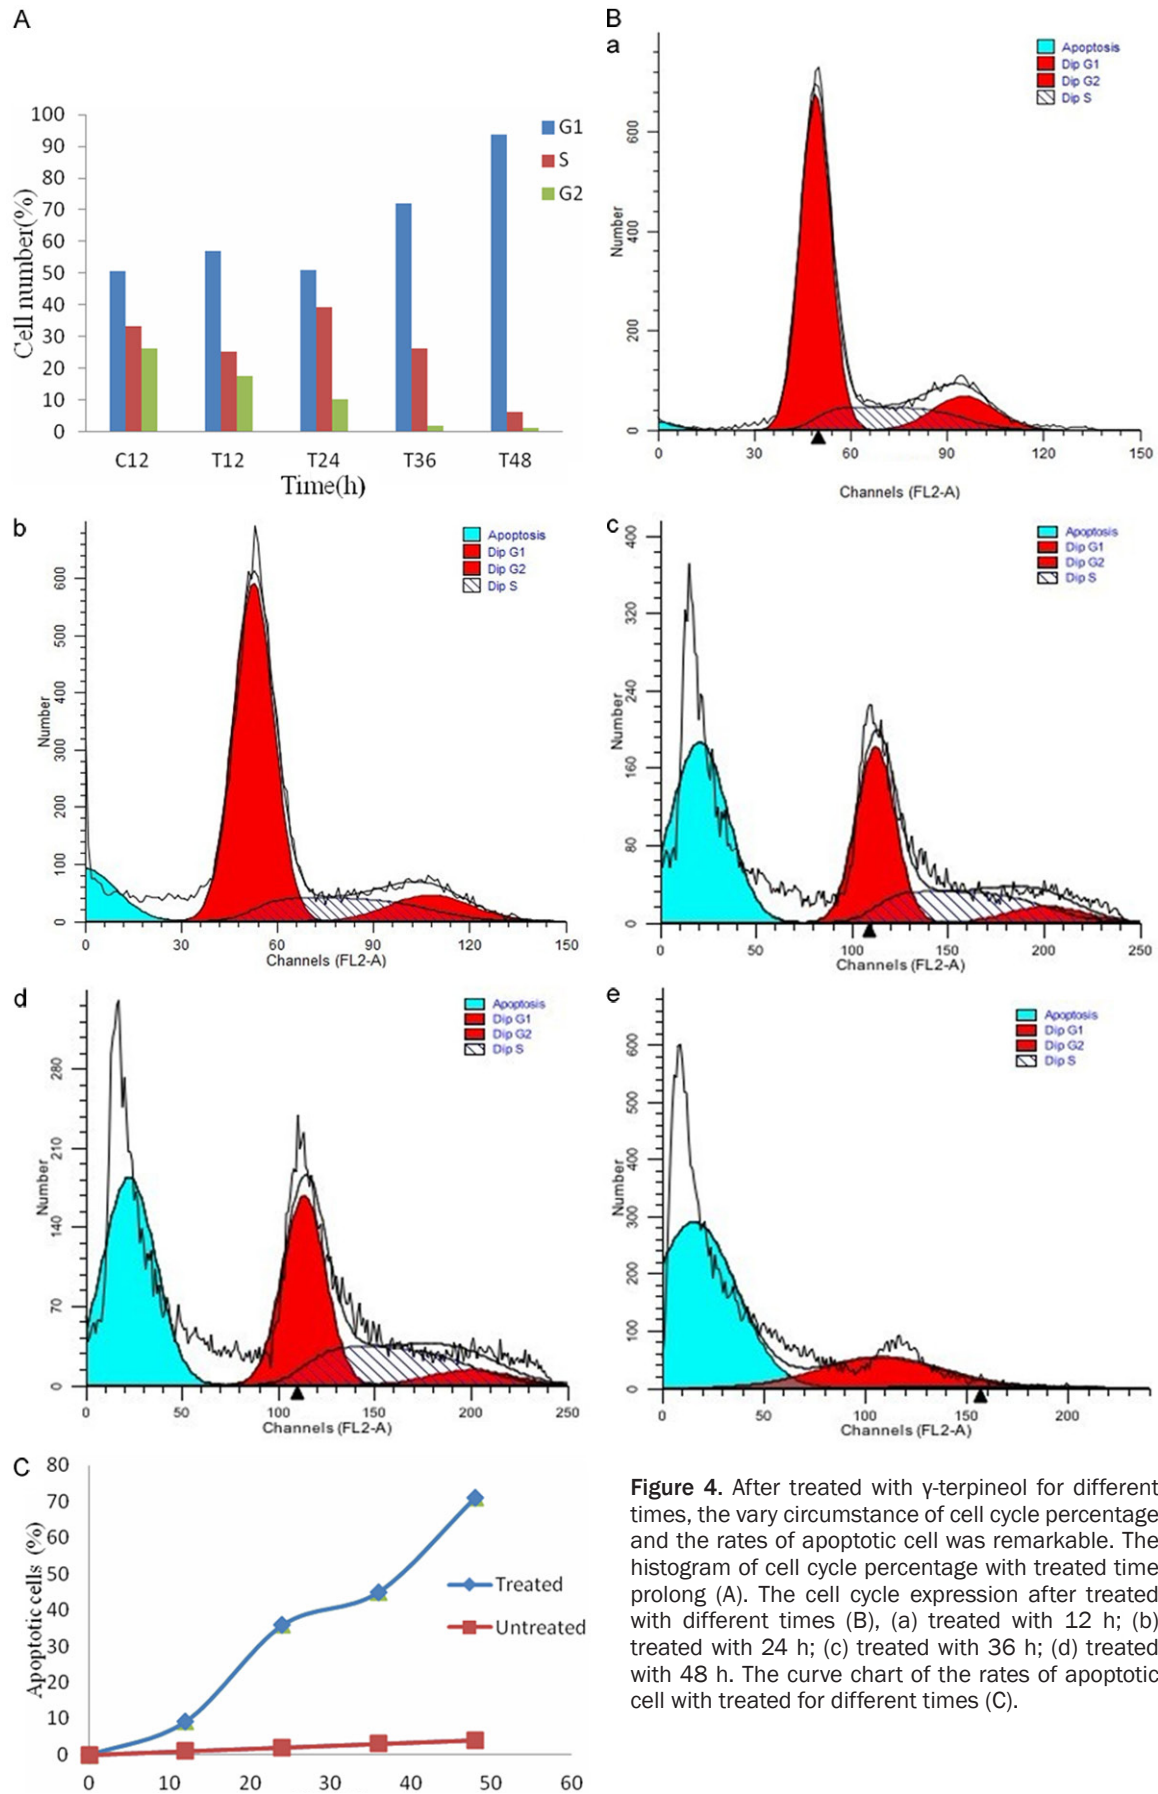 A
100
90
80
70
60
50
40
30
20
10
0
Cell number(%)
G1
S
G2
C12 T12 T24 T36 T48
Time(h)
B
a
Apoptosis
Dip G1
Dip G2
Dip S
600
400
200
0
Number
0 30 60 90 120 150
Channels (FL2-A)
b
Apoptosis
Dip G1
Dip G2
Dip S
600
500
400
300
200
100
0
Number
0 30 60 90 120 150
Channels (FL2-A)
c
Apoptosis
Dip G1
Dip G2
Dip S
400
320
240
160
80
0
Number
0 50 100 150 200 250
Channels (FL2-A)
d
Apoptosis
Dip G1
Dip G2
Dip S
280
210
140
70
0
Number
0 50 100 150 200 250
Channels (FL2-A)
e
Apoptosis
Dip G1
Dip G2
Dip S
600
500
400
300
200
100
0
Number
0 50 100 150 200
Channels (FL2-A)
C
80
70
60
50
40
30
20
10
0
Apoptotic cells (%)
Treated
Untreated
0 10 20 30 40 50 60
Figure 4. After treated with γ-terpineol for different
times, the vary circumstance of cell cycle percentage
and the rates of apoptotic cell was remarkable. The
histogram of cell cycle percentage with treated time
prolong (A). The cell cycle expression after treated
with different times (B), (a) treated with 12 h; (b)
treated with 24 h; (c) treated with 36 h; (d) treated
with 48 h. The curve chart of the rates of apoptotic
cell with treated for different times (C).